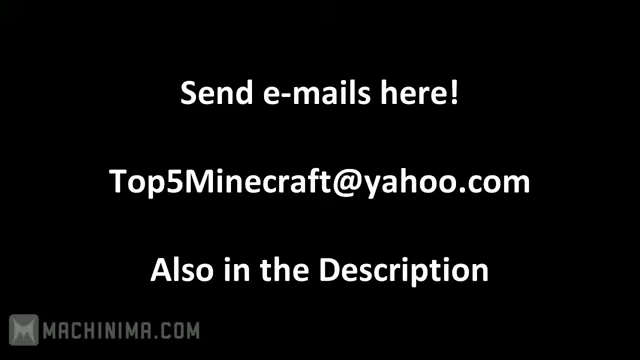 Send e-mails here!
Top5Minecraft@yahoo.com
Also in the Description
MACHINIMA.COM